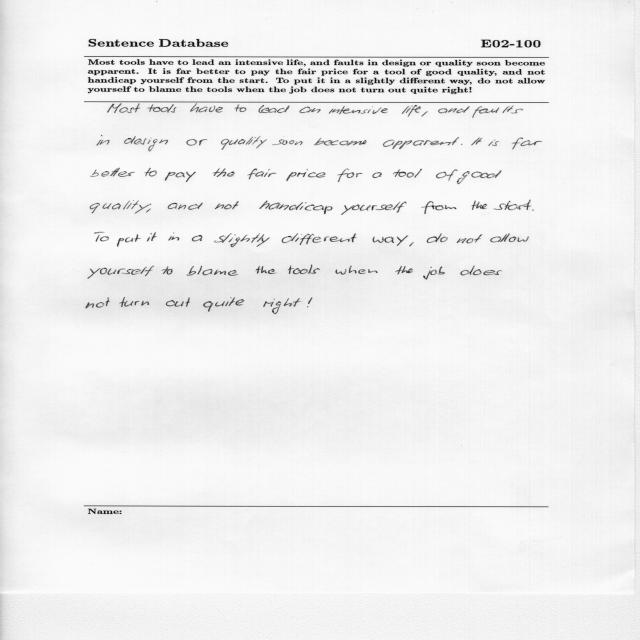 Sentence Database E02-100
Most tools have to lead an intensive life, and faults in design or quality soon become
apparent. It is far better to pay the fair price for a tool of good quality, and not
handicap yourself from the start. To put it in a slightly different way, do not allow
yourself to blame the tools when the job does not turn out quite right!
Most tools have to lead an intensive life, and faults
in design or quality soon become apparent. It is far
better to pay the fair price for a tool of good
quality, and not handicap yourself from the start.
To put it in a slightly different way, do not allow
yourself to blame the tools when the job does
not turn out quite right!
Name: